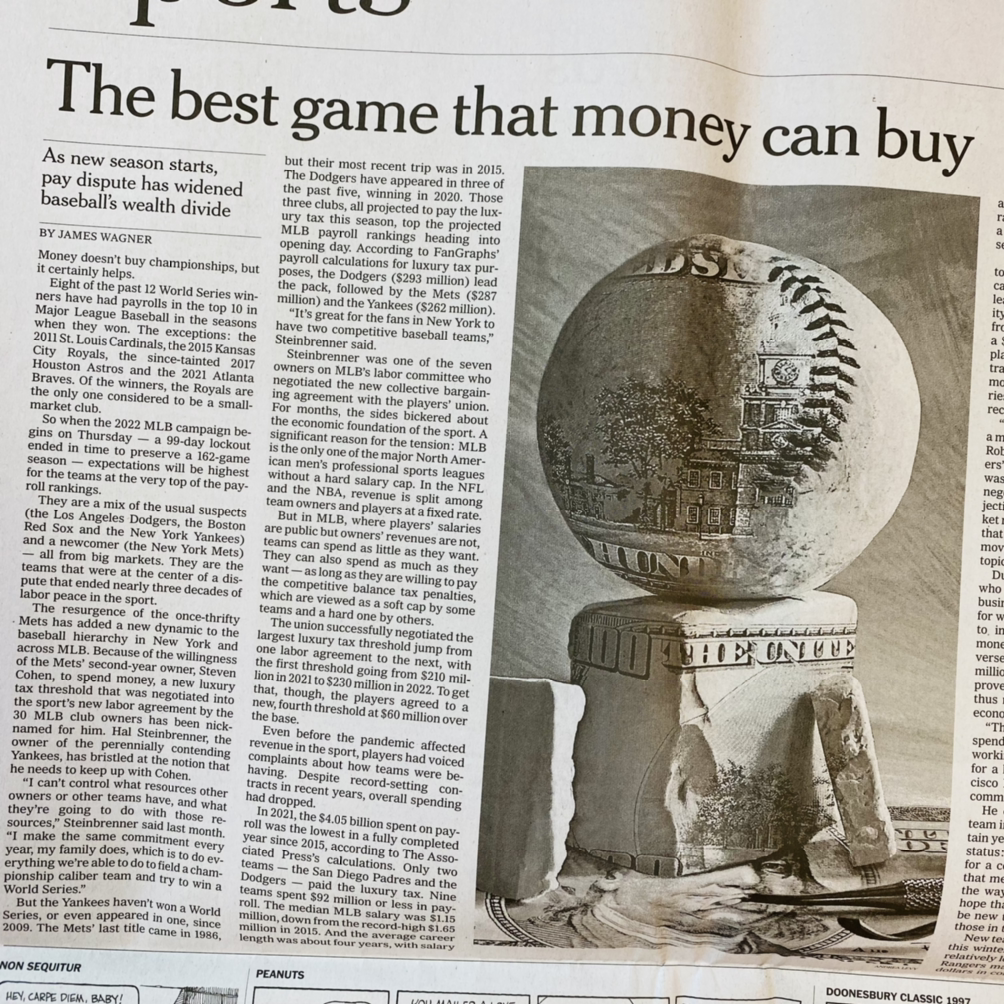 The best game that money can buy
As new season starts,
pay dispute has widened
baseball's wealth divide
BY JAMES WAGNER
Money doesn't buy championships, but
it certainly helps.
Eight of the past 12 World Series win-
ners have had payrolls in the top 10 in
Major League Baseball in the seasons
when they won. The exceptions: the
2011 St. Louis Cardinals, the 2015 Kansas
City Royals, the since-tainted 2017
Houston Astros and the 2021 Atlanta
Braves. Of the winners, the Royals are
the only one considered to be a small-
market club.
So when the 2022 MLB campaign be-
gins on Thursday — a 99-day lockout
ended in time to preserve a 162-game
season — expectations will be highest
for the teams at the very top of the pay-
roll rankings.
They are a mix of the usual suspects
(the Los Angeles Dodgers, the Boston
Red Sox and the New York Yankees)
and a newcomer (the New York Mets)
— all from big markets. They are the
teams that were at the center of a dis-
pute that ended nearly three decades of
labor peace in the sport.
The resurgence of the once-thrifty
Mets has added a new dynamic to the
baseball hierarchy in New York and
across MLB. Because of the willingness
of the Mets' second-year owner, Steven
Cohen, to spend money, a new luxury
tax threshold that was negotiated into
the sport's new labor agreement by the
30 MLB club owners has been nick-
named for him. Hal Steinbrenner, the
owner of the perennially contending
Yankees, has bristled at the notion that
he needs to keep up with Cohen.
"I can't control what resources other
owners or other teams have, and what
they're going to do with those re-
sources," Steinbrenner said last month.
"I make the same commitment every
year, my family does, which is to do ev-
erything we're able to do to field a cham-
pionship caliber team and try to win a
World Series."
But the Yankees haven't won a World
Series, or even appeared in one, since
2009. The Mets' last title came in 1986,
but their most recent trip was in 2015.
The Dodgers have appeared in three of
the past five, winning in 2020. Those
three clubs, all projected to pay the lux-
ury tax this season, top the projected
MLB payroll rankings heading into
opening day. According to FanGraphs'
payroll calculations for luxury tax pur-
poses, the Dodgers ($293 million) lead
the pack, followed by the Mets ($287
million) and the Yankees ($262 million).
"It's great for the fans in New York to
have two competitive baseball teams,"
Steinbrenner said.
Steinbrenner was one of the seven
owners on MLB's labor committee who
negotiated the new collective bargain-
ing agreement with the players' union.
For months, the sides bickered about
the economic foundation of the sport. A
significant reason for the tension: MLB
is the only one of the major North Amer-
ican men's professional sports leagues
without a hard salary cap. In the NFL
and the NBA, revenue is split among
team owners and players at a fixed rate.
But in MLB, where players' salaries
are public but owners' revenues are not,
teams can spend as little as they want.
They can also spend as much as they
want — as long as they are willing to pay
the competitive balance tax penalties,
which are viewed as a soft cap by some
teams and a hard one by others.
The union successfully negotiated the
largest luxury tax threshold jump from
one labor agreement to the next, with
the first threshold going from $210 mil-
lion in 2021 to $230 million in 2022. To get
that, though, the players agreed to a
new, fourth threshold at $60 million over
the base.
Even before the pandemic affected
revenue in the sport, players had voiced
complaints about how teams were be-
having. Despite record-setting con-
tracts in recent years, overall spending
had dropped.
In 2021, the $4.05 billion spent on pay-
roll was the lowest in a fully completed
year since 2015, according to The Asso-
ciated Press's calculations. Only two
teams — the San Diego Padres and the
Dodgers — paid the luxury tax. Nine
teams spent $92 million or less in pay-
roll. The median MLB salary was $1.15
million, down from the record-high $1.65
million in 2015. And the average career
length was about four years, with salary
THE UNITE
NON SEQUITUR
HEY, CARPE DIEM, BABY!
PEANUTS
DOONESBURY CLASSIC 1997